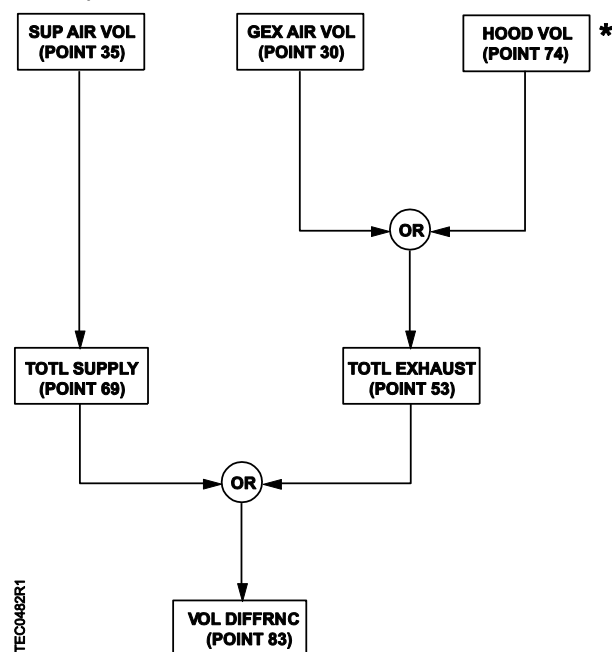 SUP AIR VOL
(POINT 35)
GEX AIR VOL
(POINT 30)
HOOD VOL
(POINT 74)
*
OR
TOTL SUPPLY
(POINT 69)
TOTL EXHAUST
(POINT 53)
OR
VOL DIFFRNC
(POINT 83)
TEC0482R1